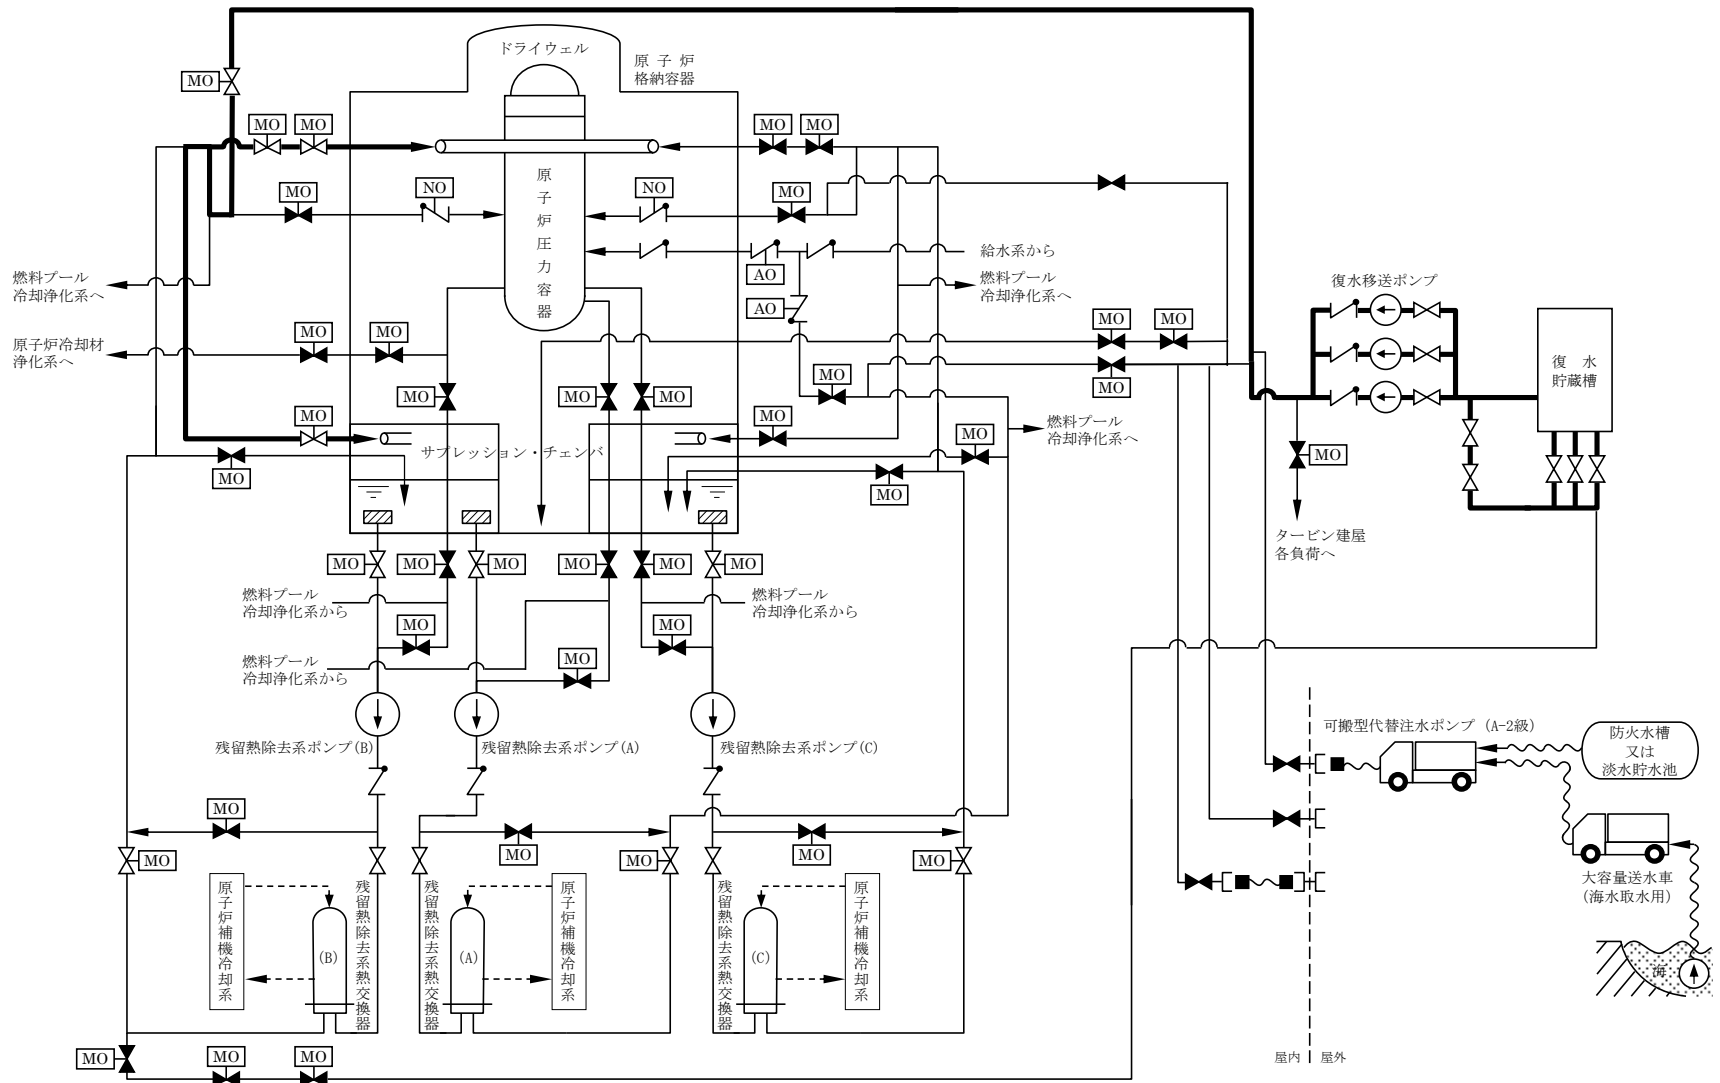 ドライウェル
原 子 炉
格納容器
MO
MO
MO
MO
MO
MO
NO
NO
MO
原子炉圧力容器
給水系から
AO
燃料プール
冷却浄化系へ
燃料プール
冷却浄化系へ
AO
復水移送ポンプ
MO
MO
MO
MO
原子炉冷却材
浄化系へ
MO
MO
復 水
貯蔵槽
MO
MO
MO
MO
MO
燃料プール
冷却浄化系へ
MO
サプレッション・チェンバ
MO
MO
MO
タービン建屋
各負荷へ
MO
MO
MO
MO
MO
MO
燃料プール
冷却浄化系から
燃料プール
冷却浄化系から
MO
MO
燃料プール
冷却浄化系から
MO
残留熱除去系ポンプ(B)
残留熱除去系ポンプ(A)
残留熱除去系ポンプ(C)
可搬型代替注水ポンプ (A-2級)
防火水槽
又は
淡水貯水池
MO
MO
MO
MO
MO
MO
大容量送水車
(海水取水用)
原子炉補機冷却系
(B)
残留熱除去系熱交換器
残留熱除去系熱交換器
(A)
原子炉補機冷却系
残留熱除去系熱交換器
(C)
原子炉補機冷却系
海
MO
MO
MO
屋内
屋外